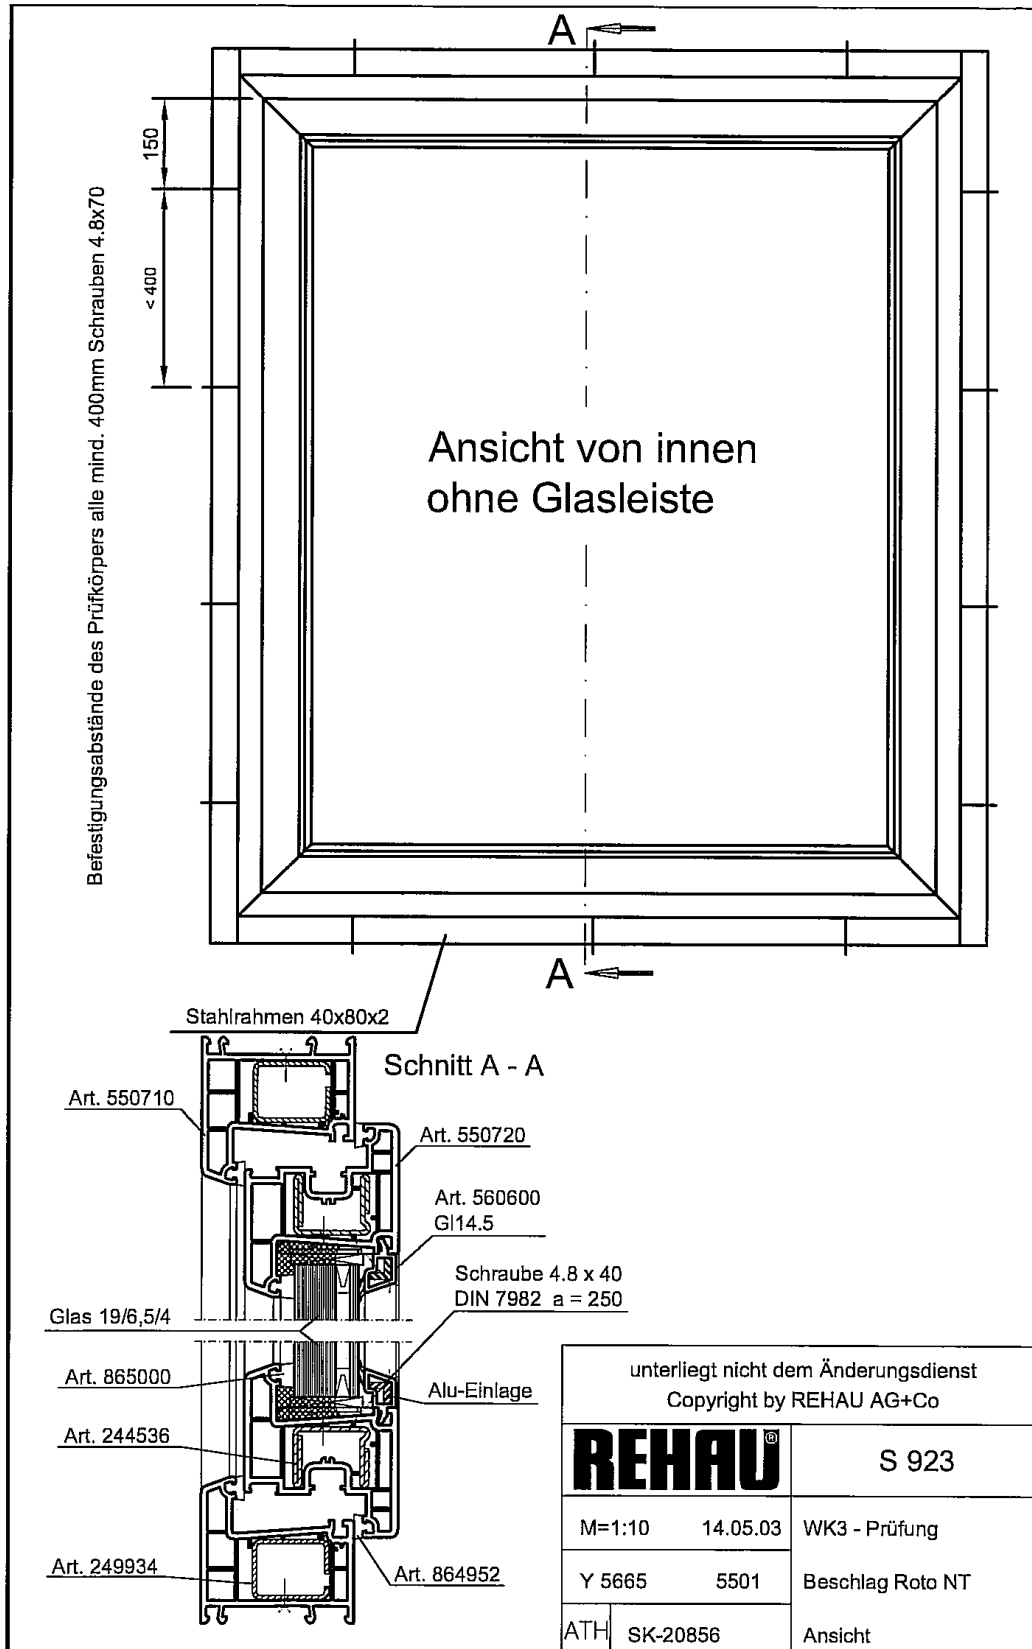 A
150
< 400
Befestigungsabstände des Prüfkörpers alle mind. 400mm Schrauben 4.8x70
Ansicht von innen
ohne Glasleiste
A
Stahlrahmen 40x80x2
Schnitt A - A
Art. 550710
Art. 550720
Art. 560600
Gl14.5
Schraube 4.8 x 40
DIN 7982 a = 250
Glas 19/6,5/4
Art. 865000
Alu-Einlage
Art. 244536
Art. 249934
Art. 864952
unterliegt nicht dem Änderungsdienst
Copyright by REHAU AG+Co
REHAU®
S 923
M=1:10 14.05.03
WK3 - Prüfung
Y 5665 5501
Beschlag Roto NT
ATH SK-20856
Ansicht